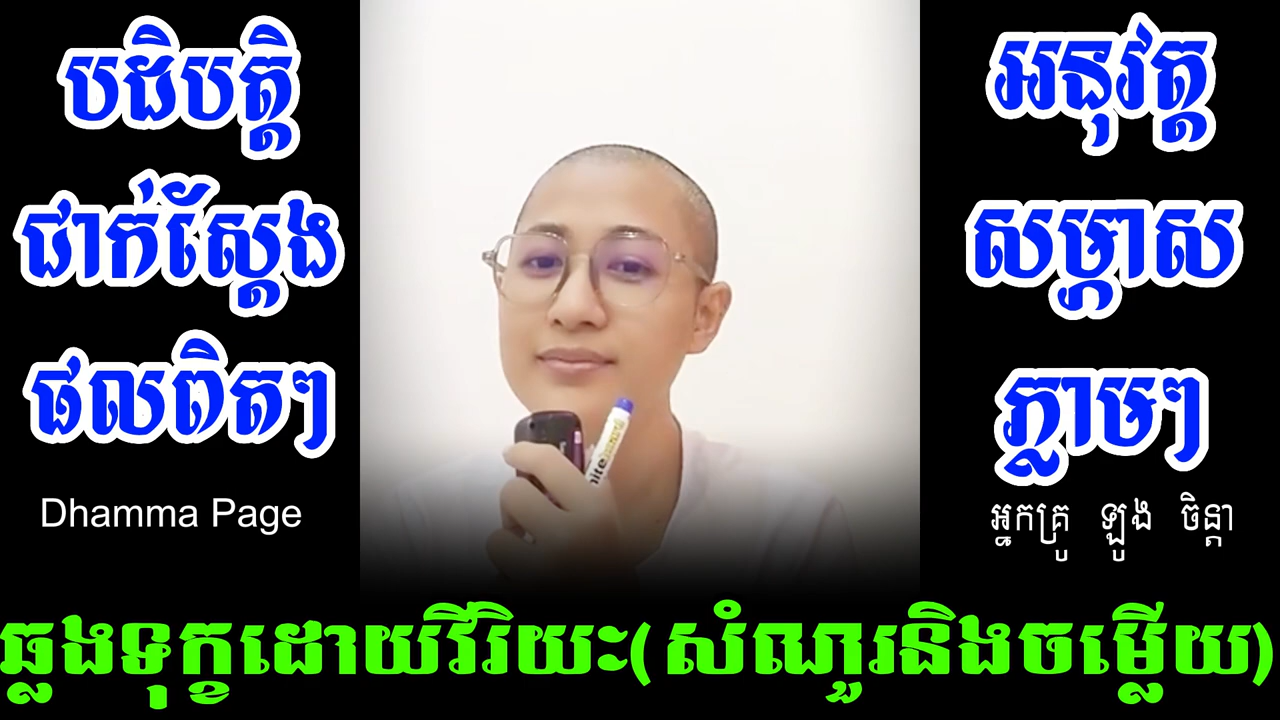 បដិបត្តិ
ជាក់ស្តែង
ផលពិតៗ
Dhamma Page
អនុវត្ត
សម្ភាស
ភ្លាមៗ
អ្នកគ្រូ ឡុង ចិន្តា
ឆ្លងទុក្ខដោយវីរិយៈ(សំណួរនិងចម្លើយ)